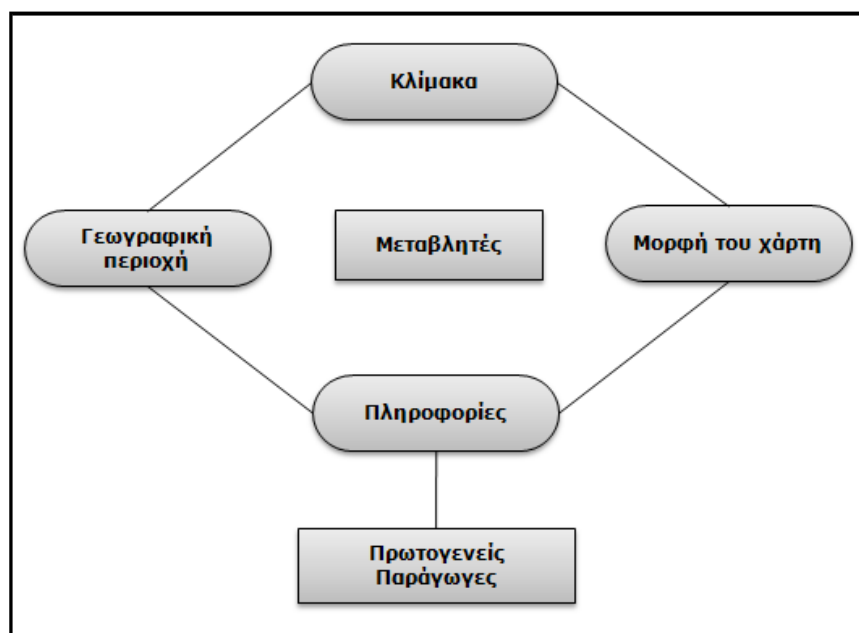 Κλίμακα
Γεωγραφική
περιοχή
Μεταβλητές
Μορφή του χάρτη
Πληροφορίες
Πρωτογενείς
Παράγωγες